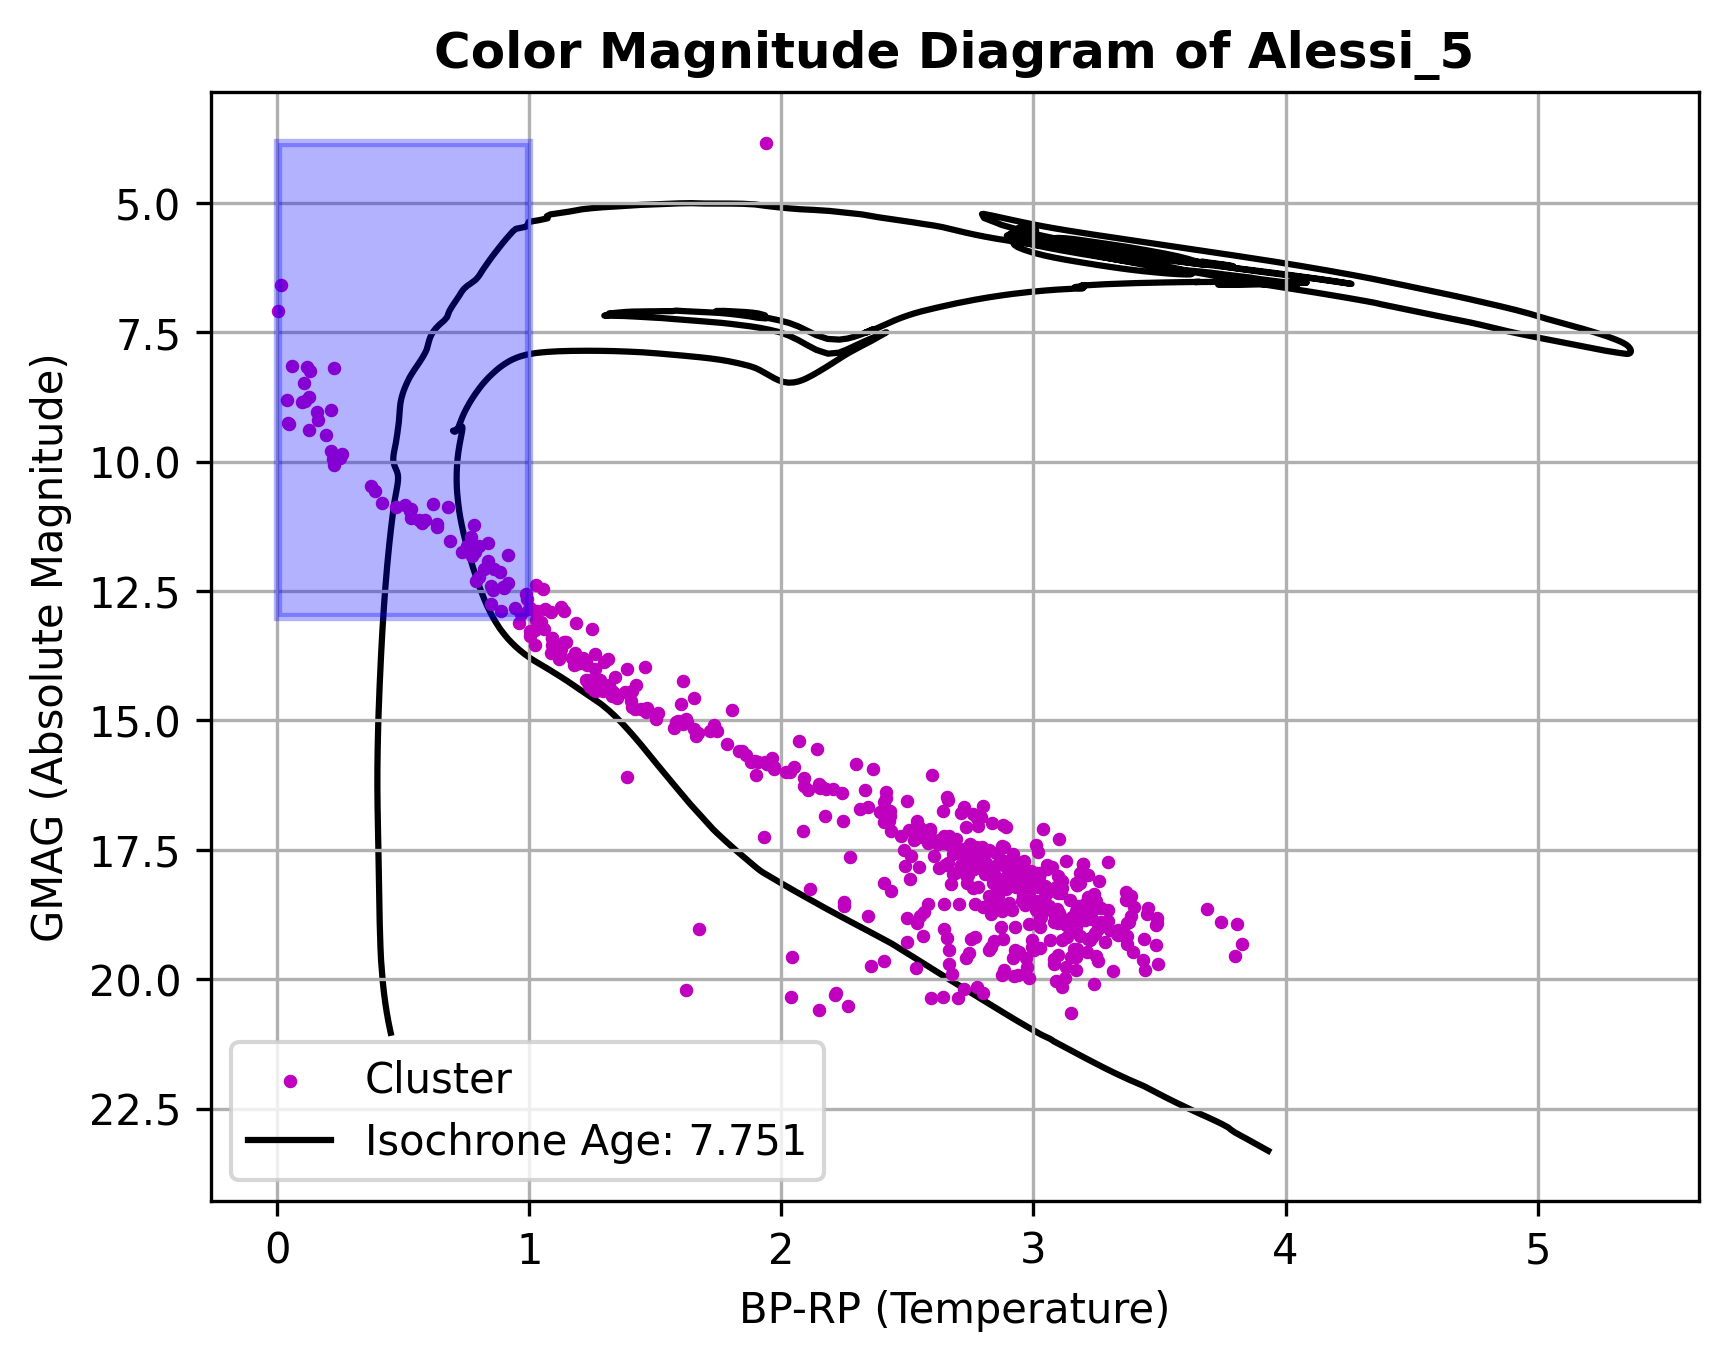 Color Magnitude Diagram of Alessi_5
GMAG (Absolute Magnitude)
5.0
7.5
10.0
12.5
15.0
17.5
20.0
22.5
Cluster
Isochrone Age: 7.751
0 1 2 3 4 5
BP-RP (Temperature)